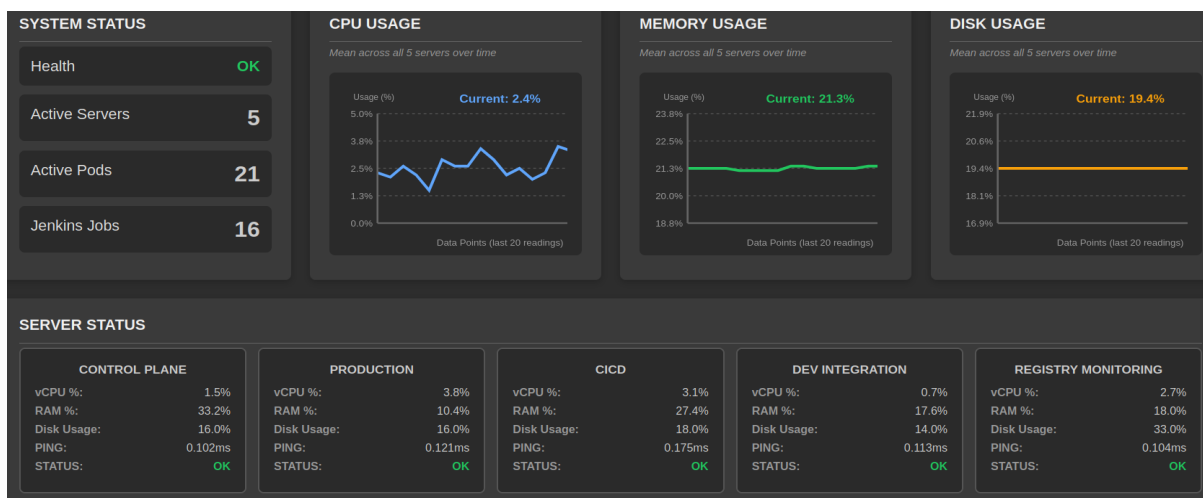 SYSTEM STATUS
Health OK
Active Servers 5
Active Pods 21
Jenkins Jobs 16
CPU USAGE
Mean across all 5 servers over time
Usage (%) Current: 2.4%
5.0%
3.8%
2.5%
1.3%
0.0%
Data Points (last 20 readings)
MEMORY USAGE
Mean across all 5 servers over time
Usage (%) Current: 21.3%
23.8%
22.5%
21.3%
20.0%
18.8%
Data Points (last 20 readings)
DISK USAGE
Mean across all 5 servers over time
Usage (%) Current: 19.4%
21.9%
20.6%
19.4%
18.1%
16.9%
Data Points (last 20 readings)
SERVER STATUS
CONTROL PLANE
vCPU %: 1.5%
RAM %: 33.2%
Disk Usage: 16.0%
PING: 0.102ms
STATUS: OK
PRODUCTION
vCPU %: 3.8%
RAM %: 10.4%
Disk Usage: 16.0%
PING: 0.121ms
STATUS: OK
CICD
vCPU %: 3.1%
RAM %: 27.4%
Disk Usage: 18.0%
PING: 0.175ms
STATUS: OK
DEV INTEGRATION
vCPU %: 0.7%
RAM %: 17.6%
Disk Usage: 14.0%
PING: 0.113ms
STATUS: OK
REGISTRY MONITORING
vCPU %: 2.7%
RAM %: 18.0%
Disk Usage: 33.0%
PING: 0.104ms
STATUS: OK